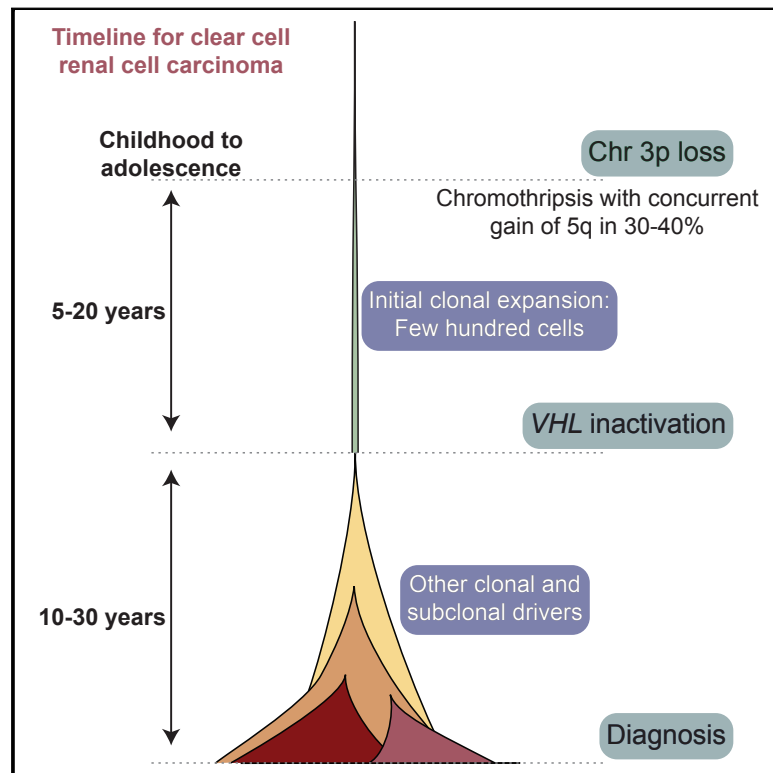 Timeline for clear cell
renal cell carcinoma
Childhood to
adolescence
Chr 3p loss
Chromothripsis with concurrent
gain of 5q in 30-40%
5-20 years
Initial clonal expansion:
Few hundred cells
VHL inactivation
10-30 years
Other clonal and
subclonal drivers
Diagnosis